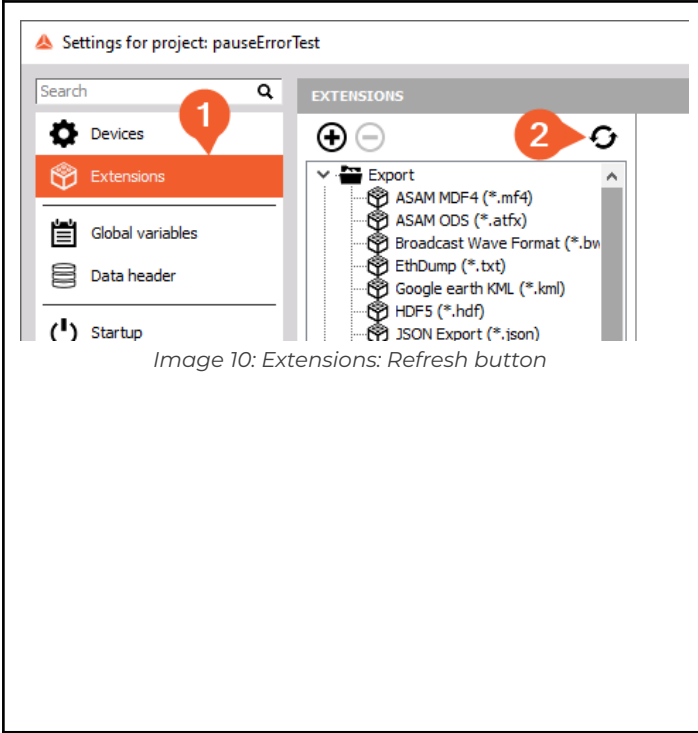 Settings for project: pauseErrorTest
Search
1
EXTENSIONS
Devices
2
Extensions
Export
ASAM MDF4 (*.mf4)
ASAM ODS (*.atfx)
Global variables
Broadcast Wave Format (*.bw
EthDump (*.txt)
Data header
Google earth KML (*.kml)
HDF5 (*.hdf)
Startup
JSON Export (*.json)
Image 10: Extensions: Refresh button